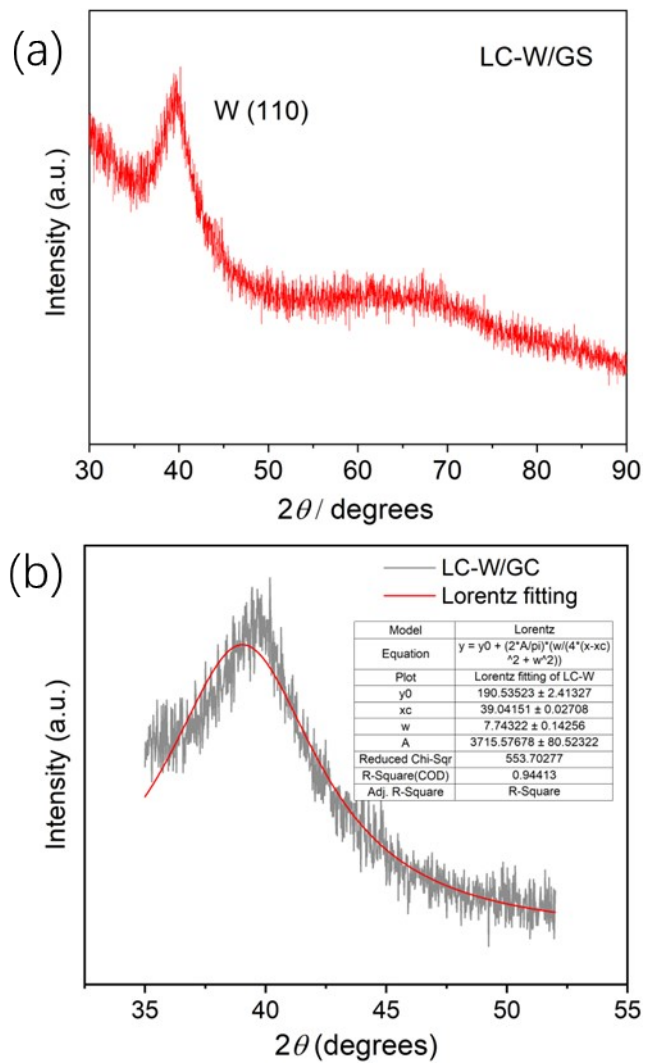 (a)
LC-W/GS
W (110)
Intensity (a.u.)
30 40 50 60 70 80 90
2θ / degrees
(b)
LC-W/GC
Lorentz fitting
Model Lorentz
Equation y = y0 + (2*A/pi)*(w/(4*(x-xc)
^2 + w^2))
Plot Lorentz fitting of LC-W
y0 190.53523 ± 2.41327
xc 39.04151 ± 0.02708
w 7.74322 ± 0.14256
A 3715.57678 ± 80.52322
Reduced Chi-Sqr 553.70277
R-Square(COD) 0.94413
Adj. R-Square R-Square
Intensity (a.u.)
35 40 45 50 55
2θ (degrees)